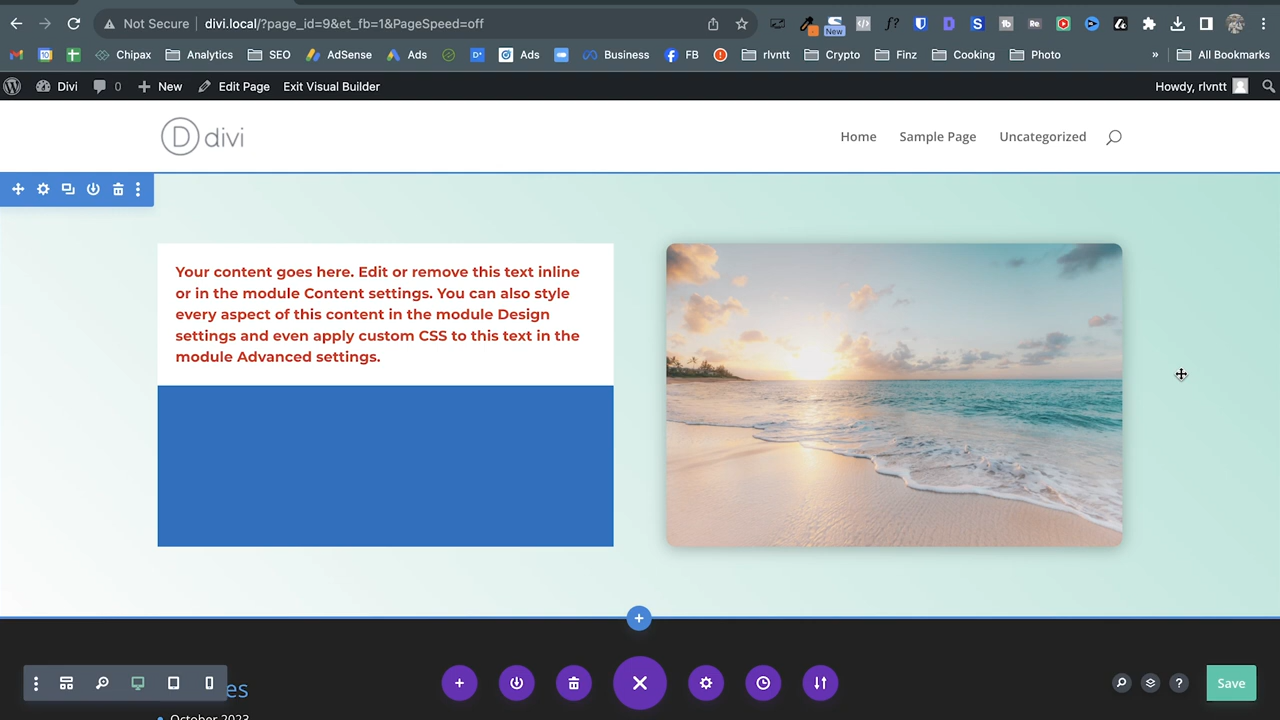 Not Secure
divi.local/?page_id=9&et_fb=1&PageSpeed=off
New
Chipax
Analytics
SEO
AdSense
Ads
Ads
Business
FB
rlvntt
Crypto
Finz
Cooking
Photo
»
All Bookmarks
Divi
0
New
Edit Page
Exit Visual Builder
Howdy, rlvntt
D divi
Home
Sample Page
Uncategorized
Your content goes here. Edit or remove this text inline
or in the module Content settings. You can also style
every aspect of this content in the module Design
settings and even apply custom CSS to this text in the
module Advanced settings.
es
October 2023
Save